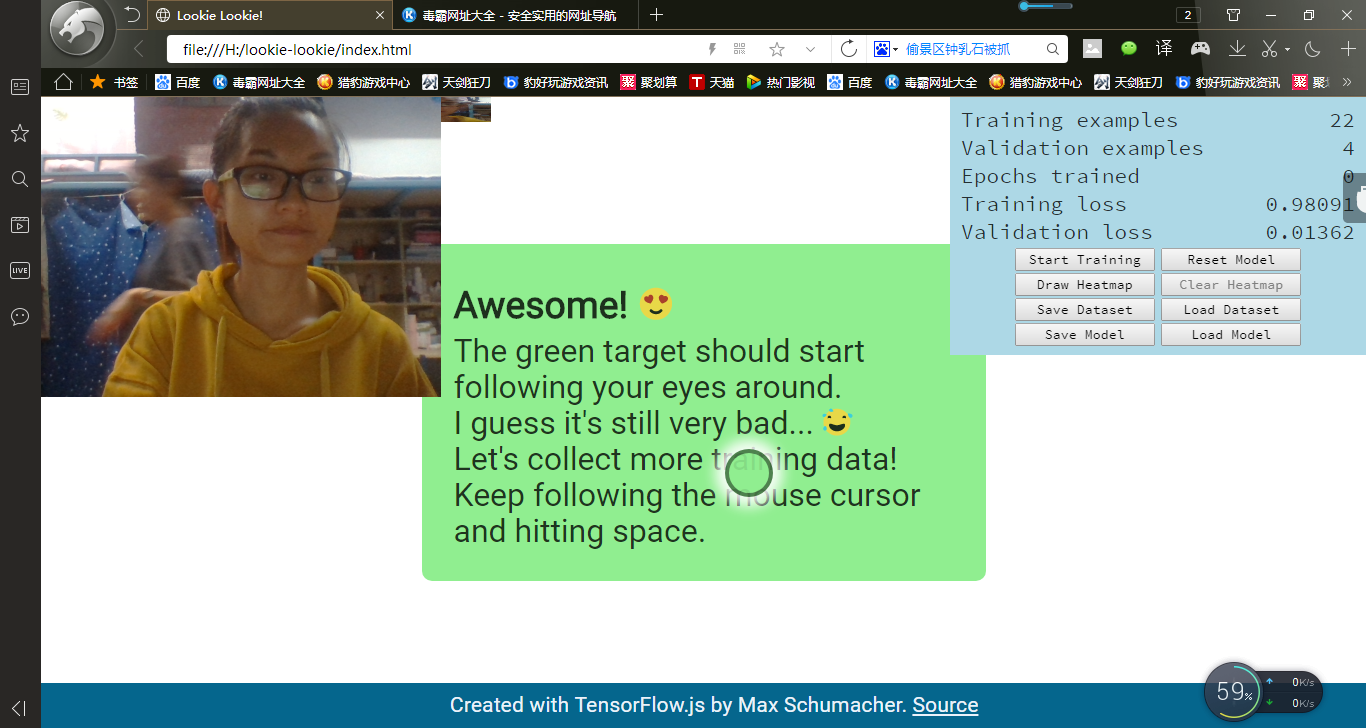 Lookie Lookie!
毒霸网址大全 - 安全实用的网址导航
2
file:///H:/lookie-lookie/index.html
偷景区钟乳石被抓
译
书签
百度
毒霸网址大全
猎豹游戏中心
天剑狂刀
豹好玩游戏资讯
聚划算
天猫
热门影视
百度
毒霸网址大全
猎豹游戏中心
天剑狂刀
豹好玩游戏资讯
LIVE
Training examples 22
Validation examples 4
Epochs trained 0
Training loss 0.98091
Validation loss 0.01362
Start Training Reset Model
Draw Heatmap Clear Heatmap
Save Dataset Load Dataset
Save Model Load Model
Awesome!
The green target should start
following your eyes around.
I guess it's still very bad...
Let's collect more training data!
Keep following the mouse cursor
and hitting space.
Created with TensorFlow.js by Max Schumacher. Source
59%
0K/s
0K/s